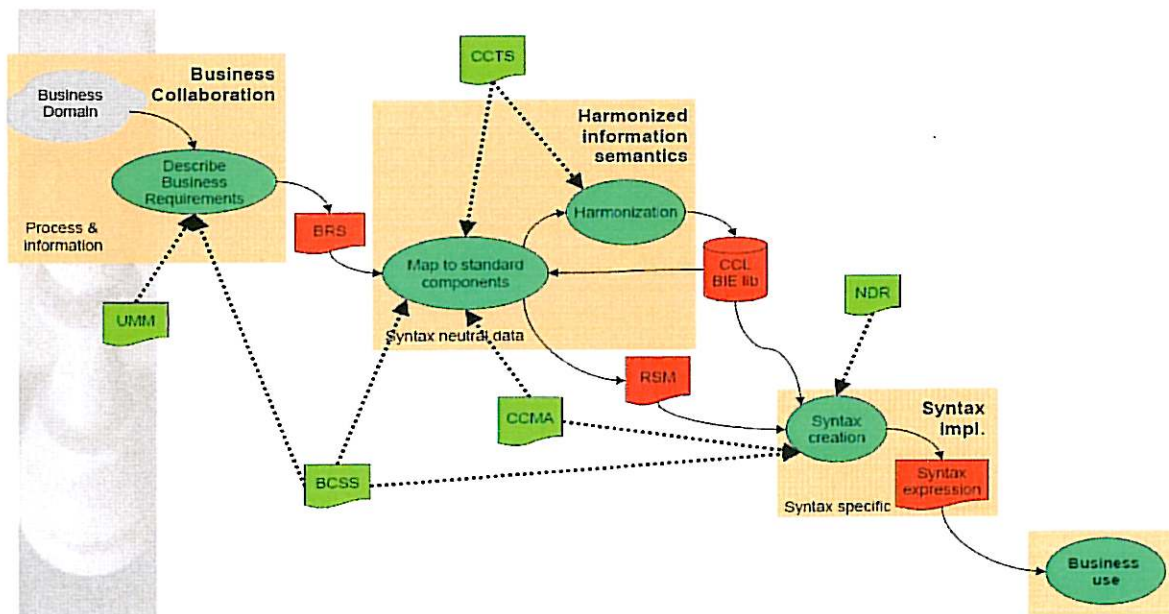 CCTS
Business
Collaboration
Business
Domain
Harmonized
information
semantics
Describe
Business
Requirements
Harmonization
Process &
information
BRS
Map to standard
components
CCL
BIE lib
NDR
UMM
Syntax neutral data
RSM
CCMA
Syntax
creation
Syntax
Impl.
BCSS
Syntax
expression
Syntax specific
Business
use